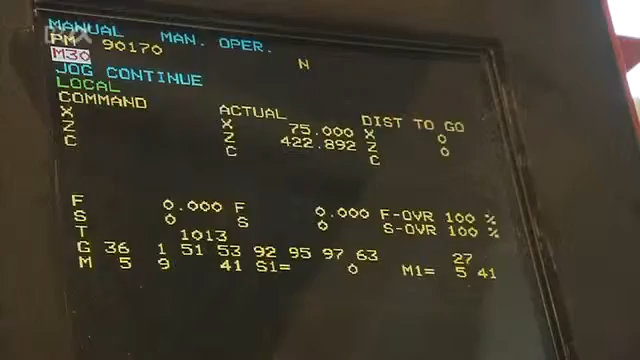 MANUAL MAN. OPER.
PM 90170 N
M30
JOG CONTINUE
LOCAL
COMMAND ACTUAL DIST TO GO
X X 75.000 X 0
Z Z 422.892 Z 0
C C C
F 0.000 F 0.000 F-OVR 100 %
S 0 S 0 S-OVR 100 %
T 1013
G 36 1 51 53 92 95 97 63 27
M 5 9 41 S1= 0 M1= 5 41